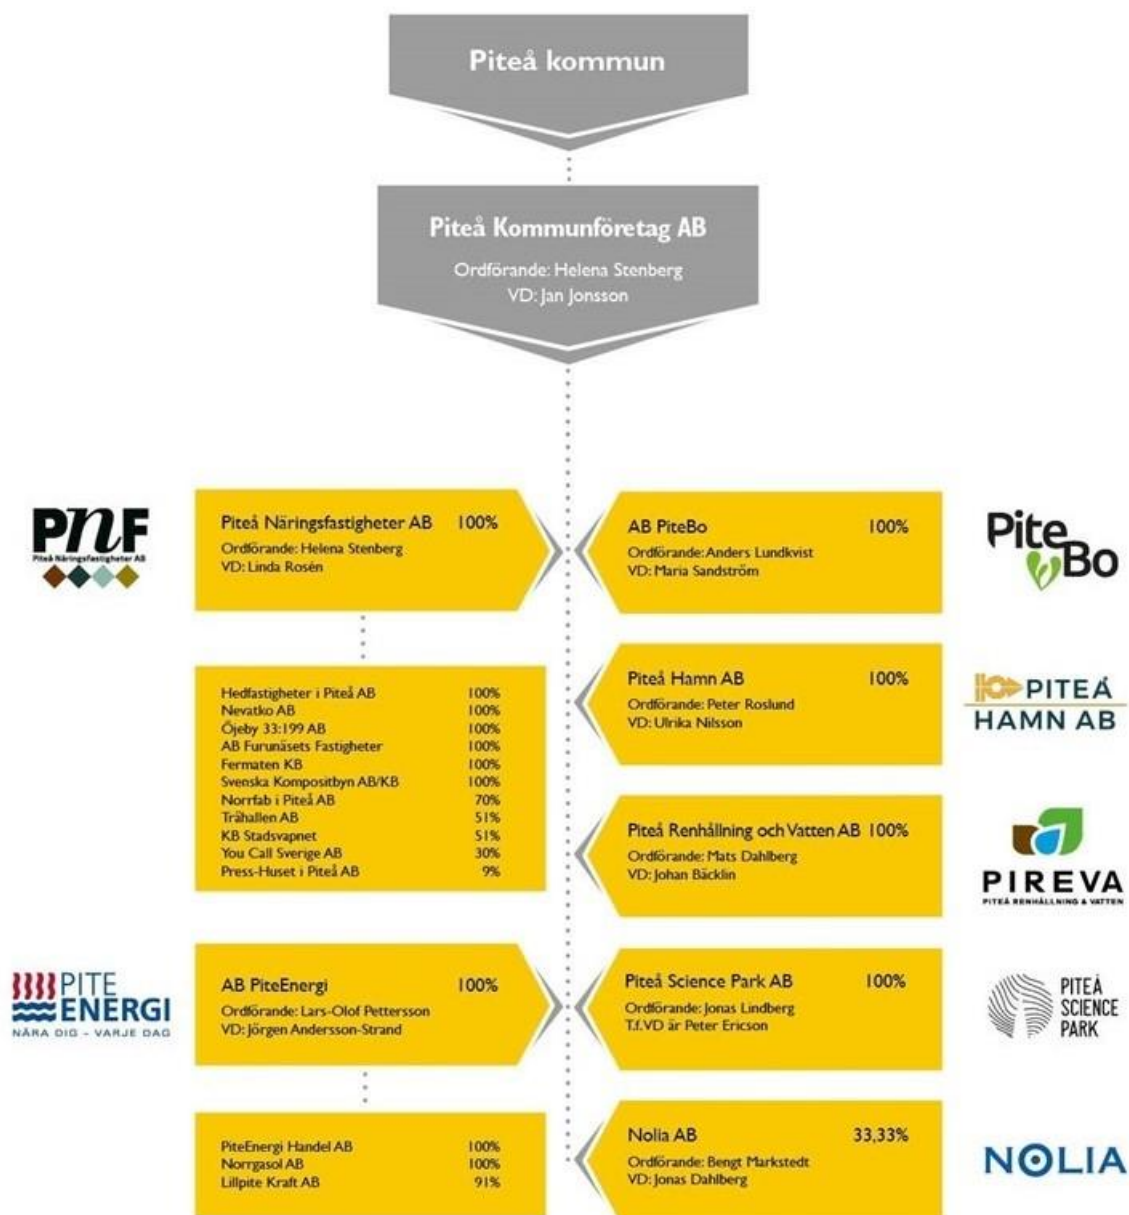 Piteå kommun
Piteå Kommunföretag AB
Ordförande: Helena Stenberg
VD: Jan Jonsson
PnF
Piteå Näringsfastigheter AB
Piteå Näringsfastigheter AB 100%
Ordförande: Helena Stenberg
VD: Linda Rosén
Hedfastigheter i Piteå AB 100%
Nevatko AB 100%
Öjeby 33:199 AB 100%
AB Furunäsets Fastigheter 100%
Fermaten KB 100%
Svenska Kompositbyn AB/KB 100%
Norrfab i Piteå AB 70%
Trähallen AB 51%
KB Stadsvapnet 51%
You Call Sverige AB 30%
Press-Huset i Piteå AB 9%
PITE
ENERGI
NÄRA DIG - VARJE DAG
AB PiteEnergi 100%
Ordförande: Lars-Olof Pettersson
VD: Jörgen Andersson-Strand
PiteEnergi Handel AB 100%
Norrgasol AB 100%
Lillpite Kraft AB 91%
AB PiteBo 100%
Ordförande: Anders Lundkvist
VD: Maria Sandström
Pite
Bo
Piteå Hamn AB 100%
Ordförande: Peter Roslund
VD: Ulrika Nilsson
PITEÅ
HAMN AB
Piteå Renhållning och Vatten AB 100%
Ordförande: Mats Dahlberg
VD: Johan Bäcklin
PIREVA
PITEÅ RENHÅLLNING & VATTEN
Piteå Science Park AB 100%
Ordförande: Jonas Lindberg
T.f.VD är Peter Ericson
PITEÅ
SCIENCE
PARK
Nolia AB 33,33%
Ordförande: Bengt Markstedt
VD: Jonas Dahlberg
NOLIA